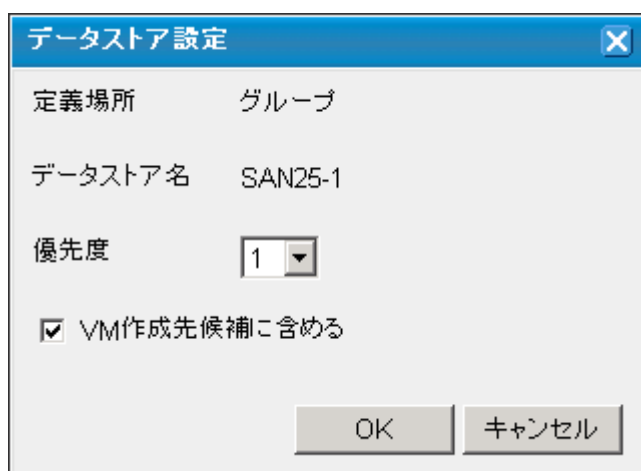 データストア設定
定義場所 グループ
データストア名 SAN25-1
優先度 1
VM作成先候補に含める
OK キャンセル